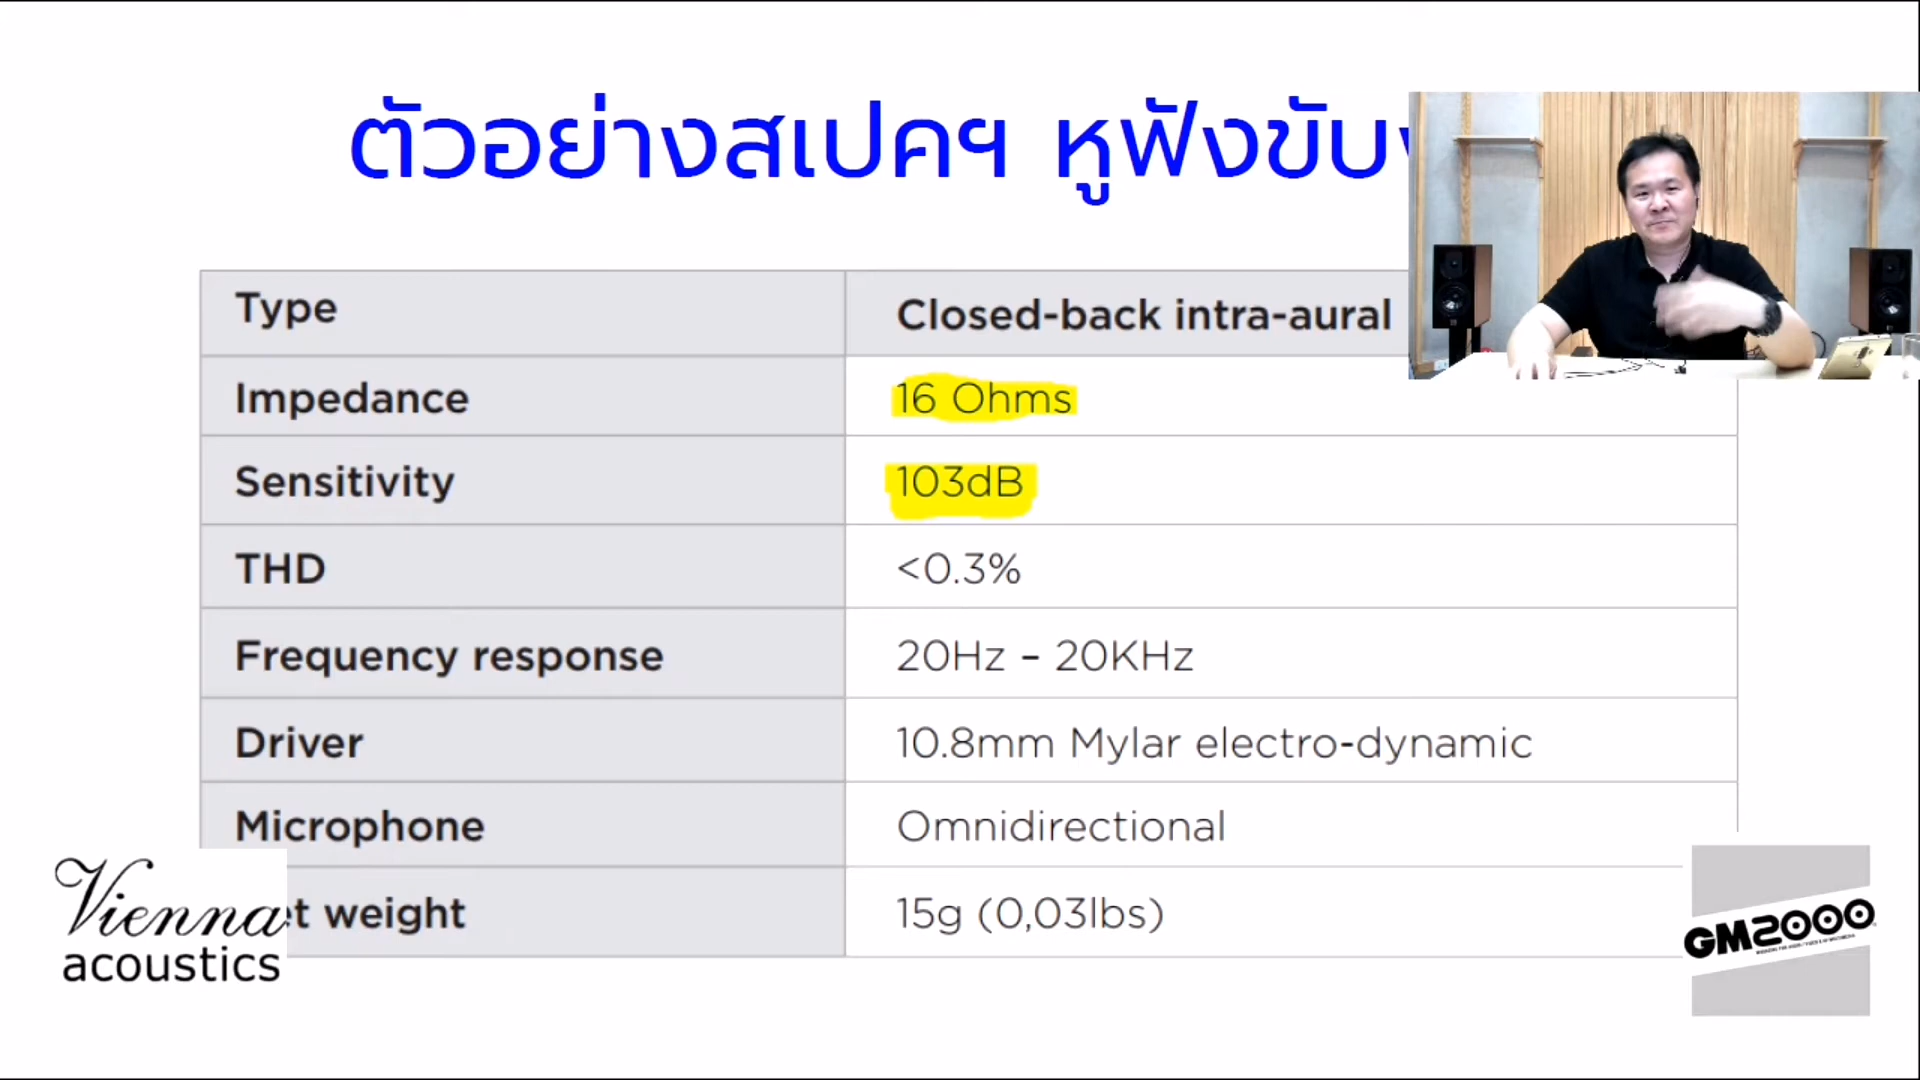 ตัวอย่างสเปคฯ หูฟังขับ
Type Closed-back intra-aural
Impedance 16 Ohms
Sensitivity 103dB
THD <0.3%
Frequency response 20Hz – 20KHz
Driver 10.8mm Mylar electro-dynamic
Microphone Omnidirectional
et weight 15g (0,03lbs)
Vienna
acoustics
GM2000